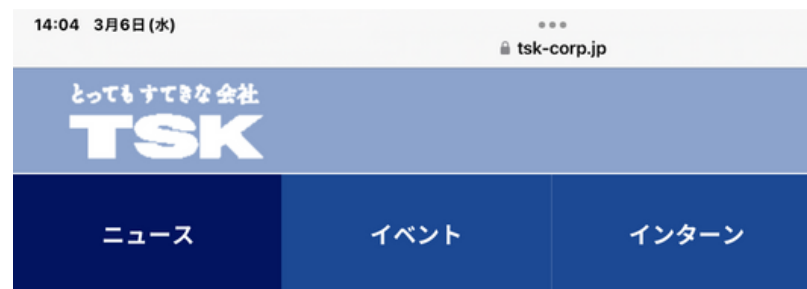 14:04 3月6日(水)
tsk-corp.jp
とってもすてきな会社
TSK
ニュース
イベント
インターン